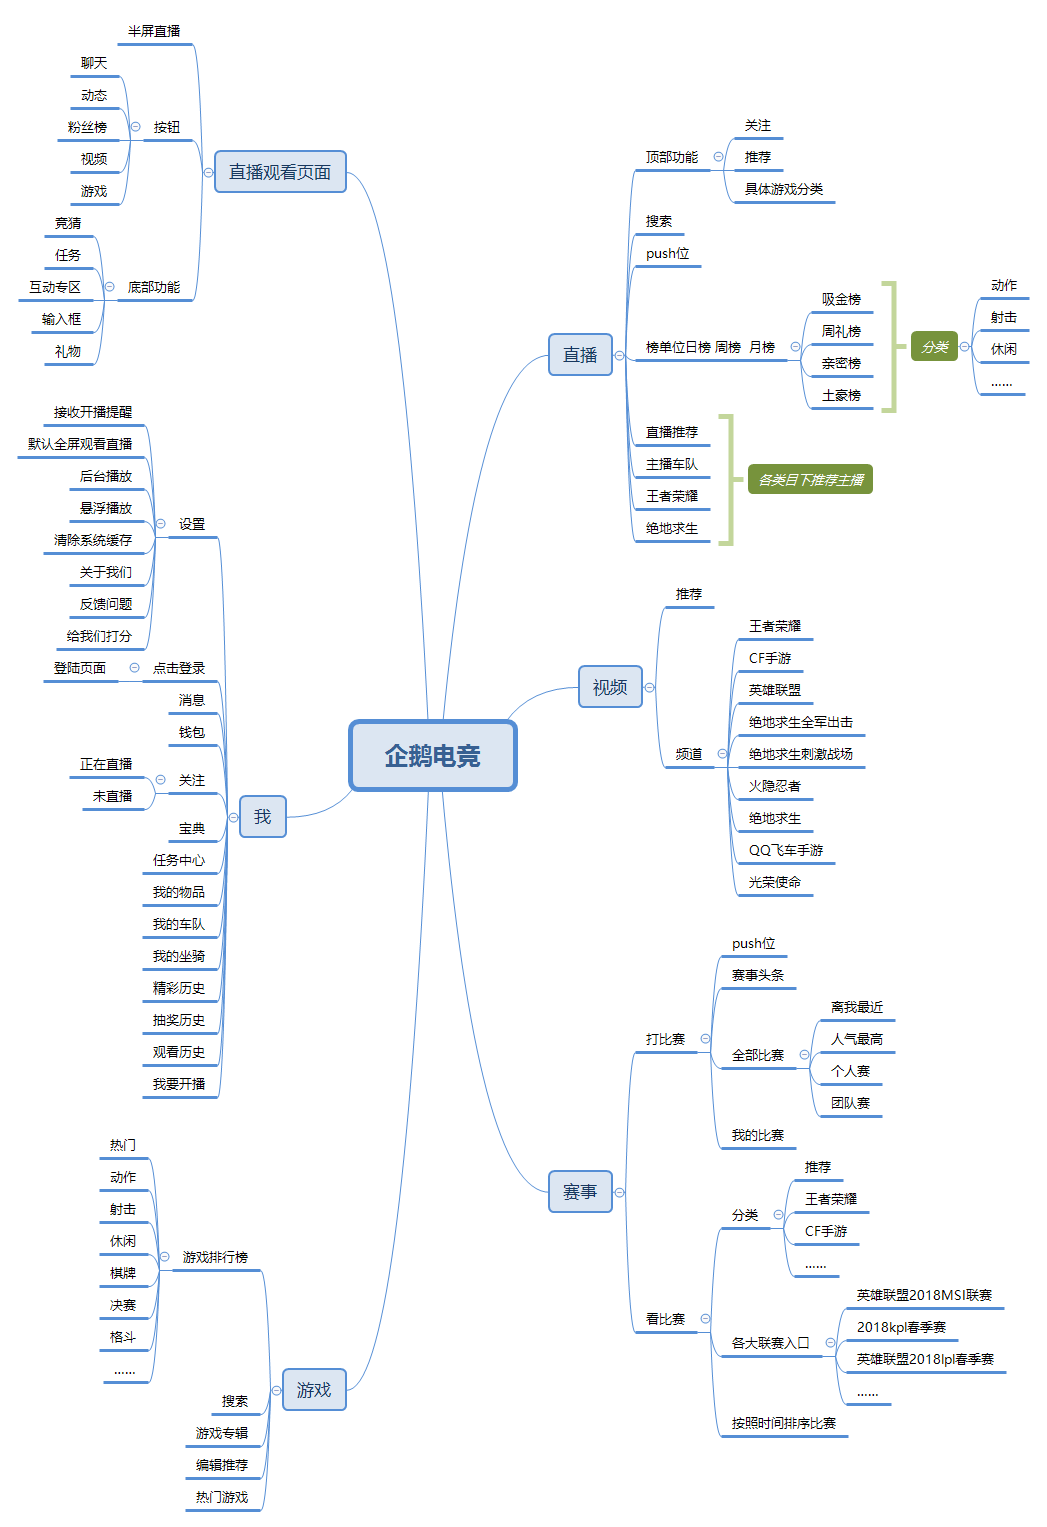 企鹅电竞
直播观看页面
半屏直播
按钮
聊天
动态
粉丝榜
视频
游戏
底部功能
竞猜
任务
互动专区
输入框
礼物
直播
顶部功能
关注
推荐
具体游戏分类
搜索
push位
榜单位日榜 周榜 月榜
吸金榜
周礼榜
亲密榜
土豪榜
分类
动作
射击
休闲
......
直播推荐
主播车队
王者荣耀
绝地求生
各类目下推荐主播
视频
推荐
频道
王者荣耀
CF手游
英雄联盟
绝地求生全军出击
绝地求生刺激战场
火隐忍者
绝地求生
QQ飞车手游
光荣使命
我
设置
接收开播提醒
默认全屏观看直播
后台播放
悬浮播放
清除系统缓存
关于我们
反馈问题
给我们打分
点击登录
登陆页面
消息
钱包
关注
正在直播
未直播
宝典
任务中心
我的物品
我的车队
我的坐骑
精彩历史
抽奖历史
观看历史
我要开播
赛事
打比赛
push位
赛事头条
全部比赛
离我最近
人气最高
个人赛
团队赛
我的比赛
看比赛
分类
推荐
王者荣耀
CF手游
......
各大联赛入口
英雄联盟2018MSI联赛
2018kpl春季赛
英雄联盟2018lpl春季赛
......
按照时间排序比赛
游戏
游戏排行榜
热门
动作
射击
休闲
棋牌
决赛
格斗
......
搜索
游戏专辑
编辑推荐
热门游戏